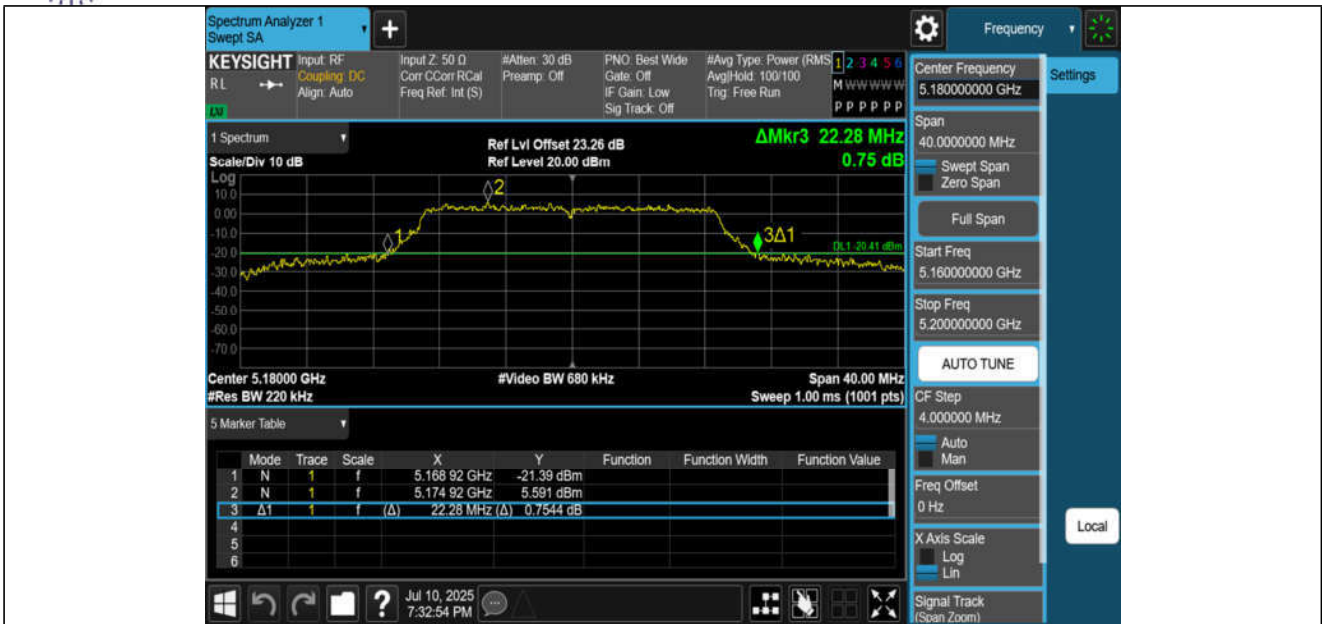 Spectrum Analyzer 1
Swept SA
+
Frequency
KEYSIGHT
RL
LV
Input: RF
Coupling: DC
Align: Auto
Input Z: 50 Ω
Corr CCorr RCal
Freq Ref: Int (S)
#Atten: 30 dB
Preamp: Off
PNO: Best Wide
Gate: Off
IF Gain: Low
Sig Track: Off
#Avg Type: Power (RMS
Avg|Hold: 100/100
Trig: Free Run
1 2 3 4 5 6
M W W W W W
P P P P P P
1 Spectrum
Scale/Div 10 dB
Ref Lvl Offset 23.26 dB
Ref Level 20.00 dBm
ΔMkr3 22.28 MHz
0.75 dB
Log
10.0
0.00
-10.0
-20.0
-30.0
-40.0
-50.0
-60.0
-70.0
1
2
3Δ1
DL1 -20.41 dBm
Center 5.18000 GHz
#Video BW 680 kHz
Span 40.00 MHz
#Res BW 220 kHz
Sweep 1.00 ms (1001 pts)
5 Marker Table
Mode Trace Scale X Y Function Function Width Function Value
1 N 1 f 5.168 92 GHz -21.39 dBm
2 N 1 f 5.174 92 GHz 5.591 dBm
3 Δ1 1 f (Δ) 22.28 MHz (Δ) 0.7544 dB
4
5
6
Jul 10, 2025
7:32:54 PM
Center Frequency
5.180000000 GHz
Settings
Span
40.0000000 MHz
Swept Span
Zero Span
Full Span
Start Freq
5.160000000 GHz
Stop Freq
5.200000000 GHz
AUTO TUNE
CF Step
4.000000 MHz
Auto
Man
Freq Offset
0 Hz
X Axis Scale
Log
Lin
Local
Signal Track
(Span Zoom)